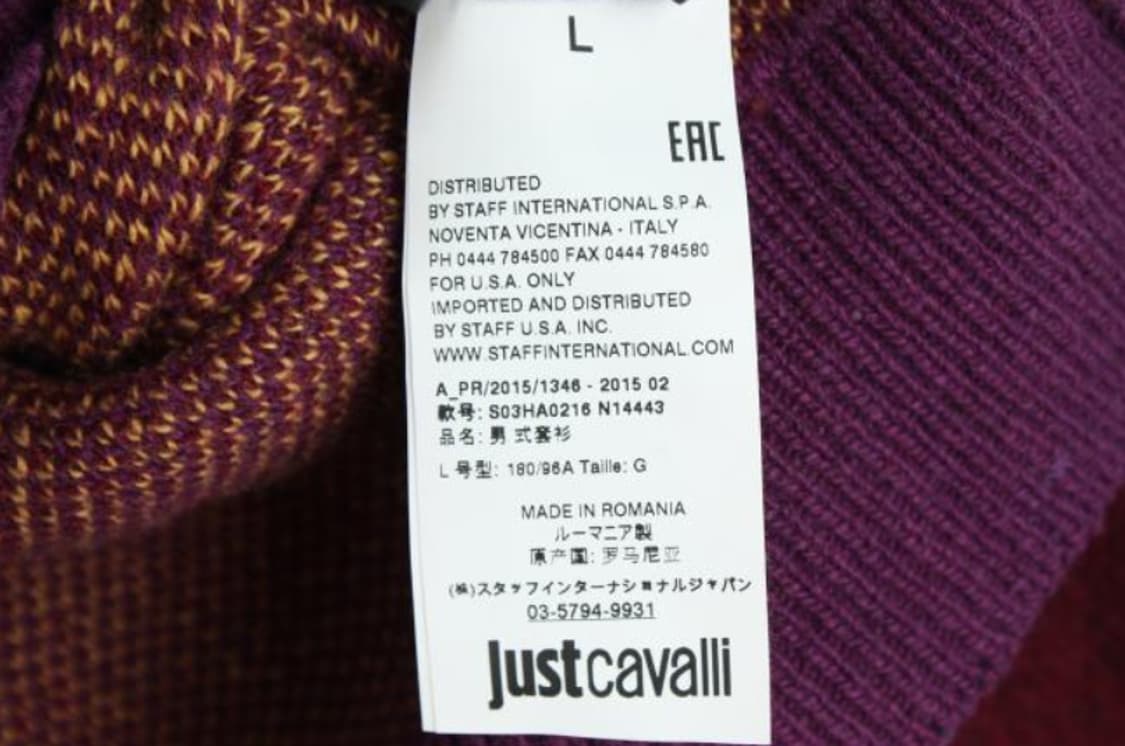 L
EAC
DISTRIBUTED
BY STAFF INTERNATIONAL S.P.A.
NOVENTA VICENTINA - ITALY
PH 0444 784500 FAX 0444 784580
FOR U.S.A. ONLY
IMPORTED AND DISTRIBUTED
BY STAFF U.S.A. INC.
WWW.STAFFINTERNATIONAL.COM
A_PR/2015/1346 - 2015 02
款号: S03HA0216 N14443
品名: 男 式套衫
L 号型: 180/96A Taille: G
MADE IN ROMANIA
ルーマニア製
原产国: 罗马尼亚
(株)スタッフインターナショナルジャパン
03-5794-9931
justcavalli